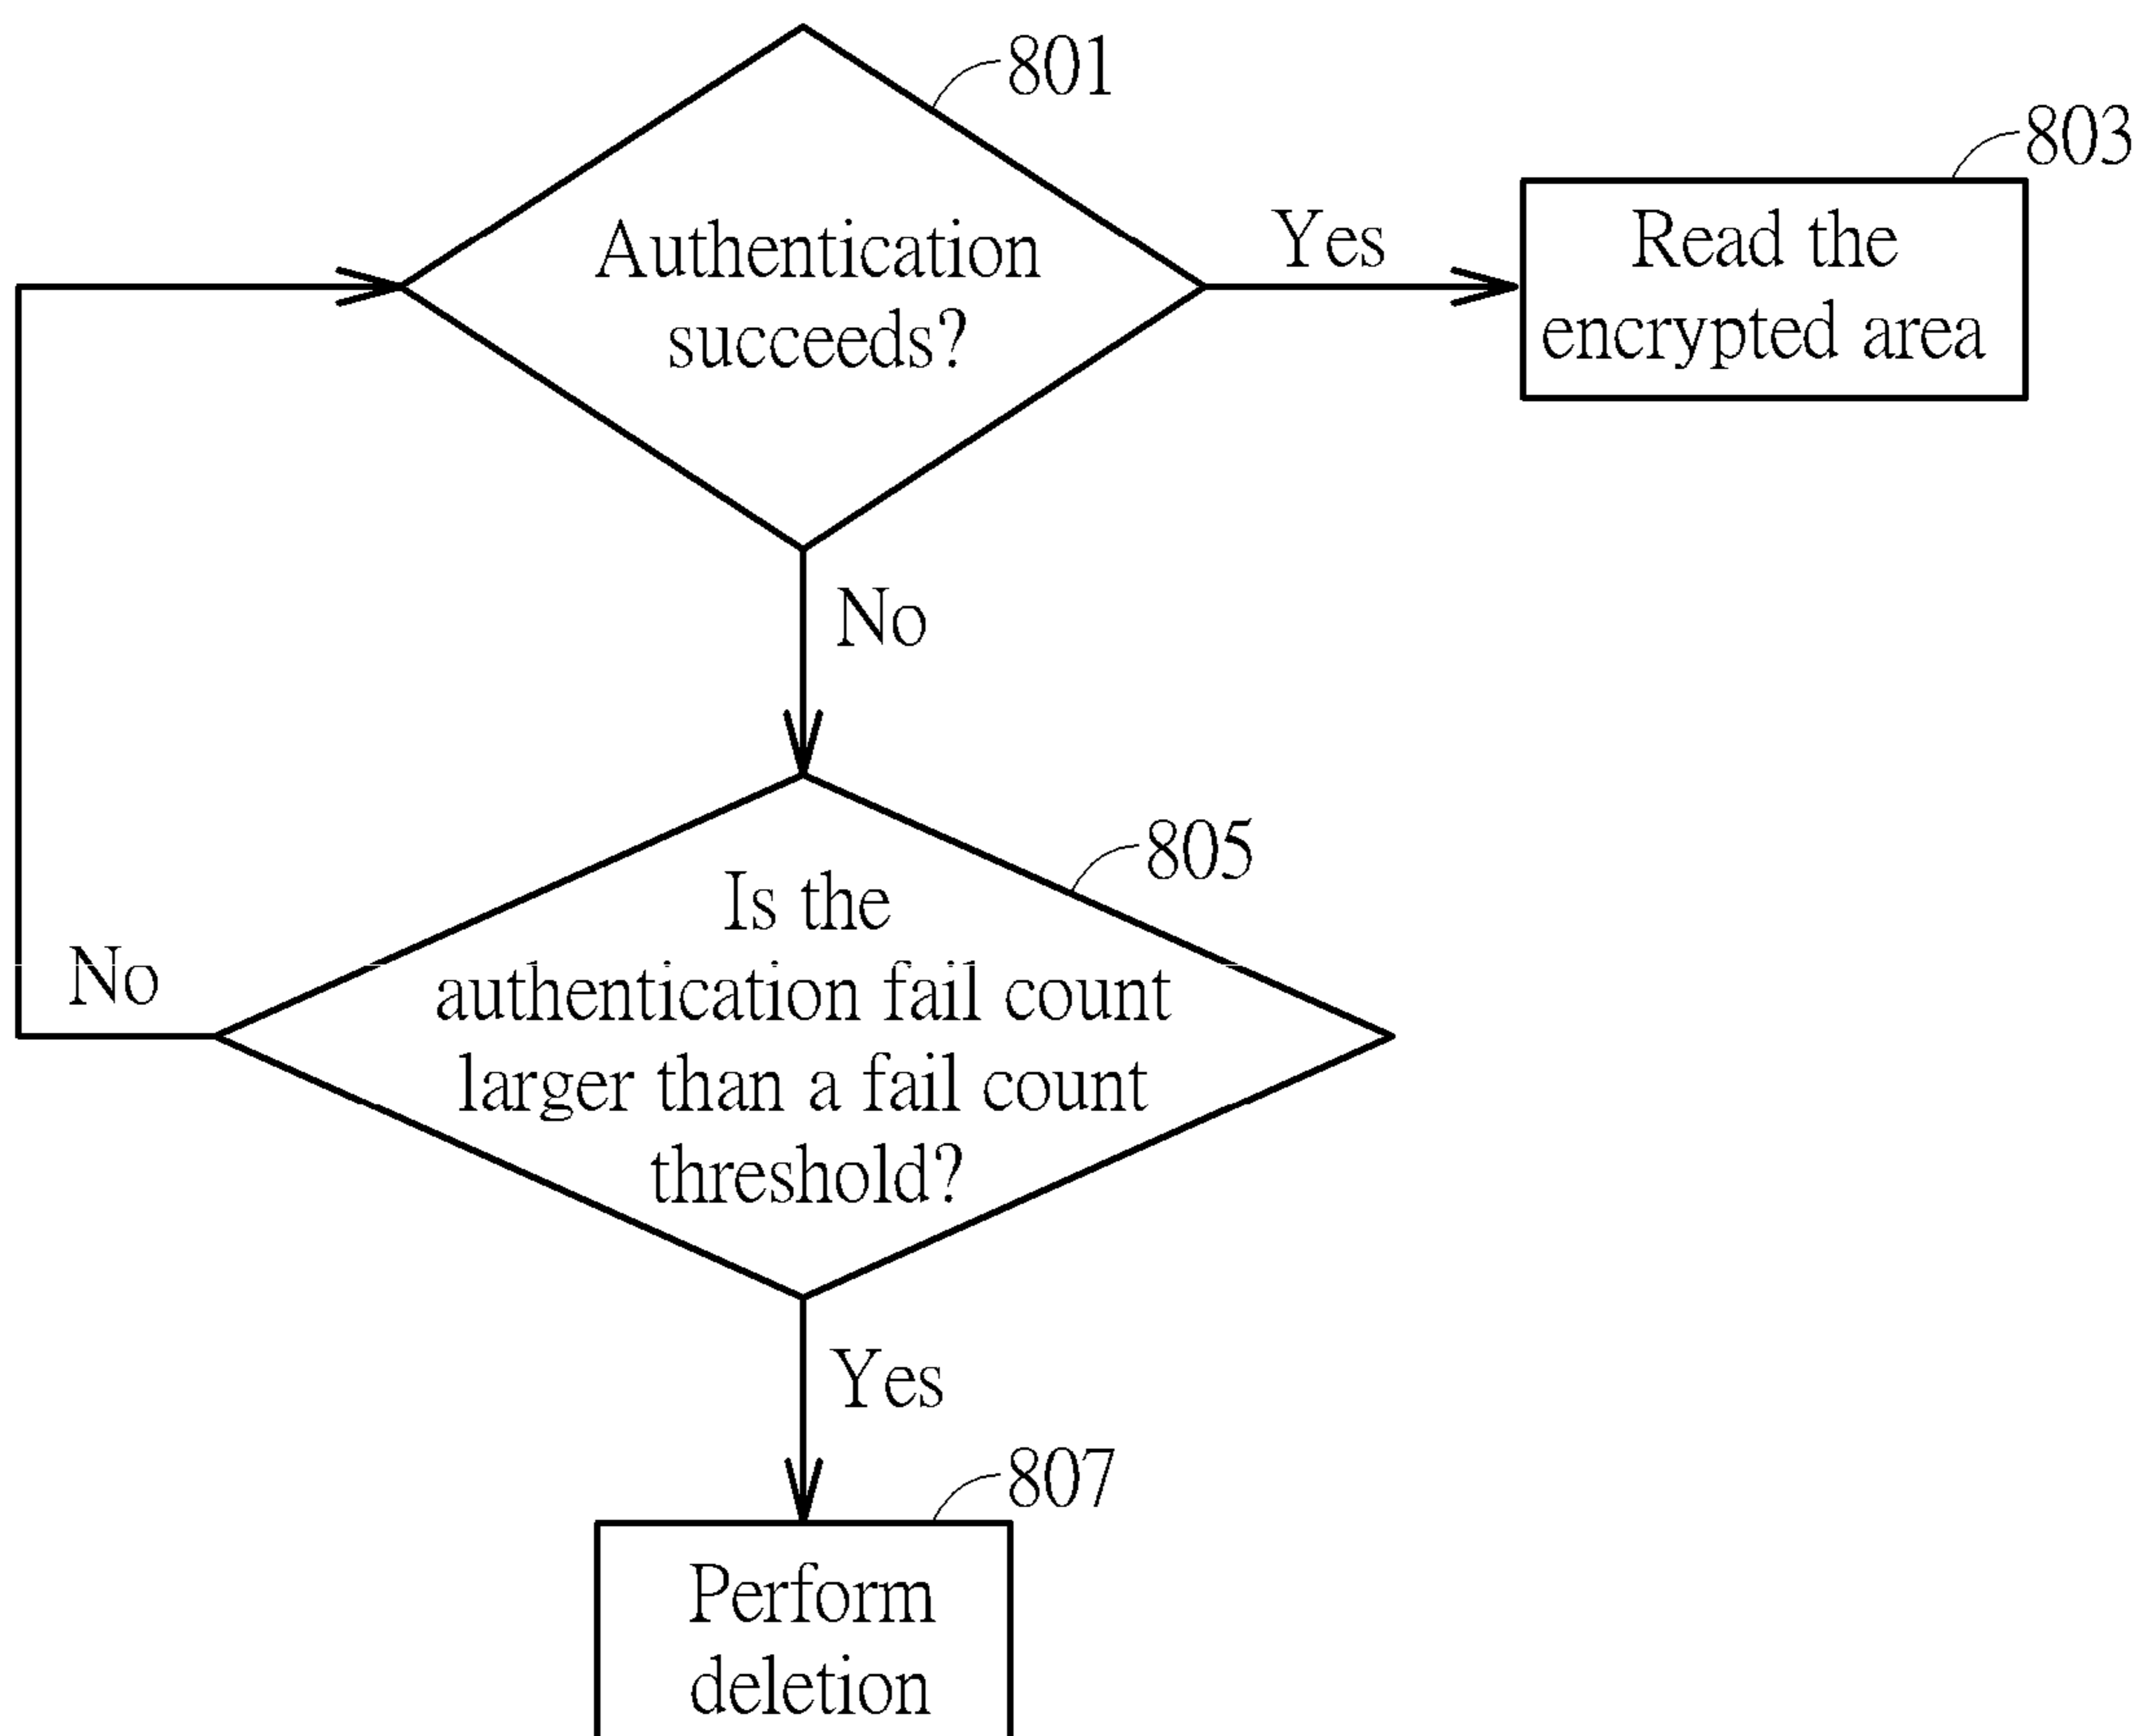 801
Authentication
succeeds?
Yes
803
Read the
encrypted area
No
805
Is the
authentication fail count
larger than a fail count
threshold?
No
Yes
807
Perform
deletion